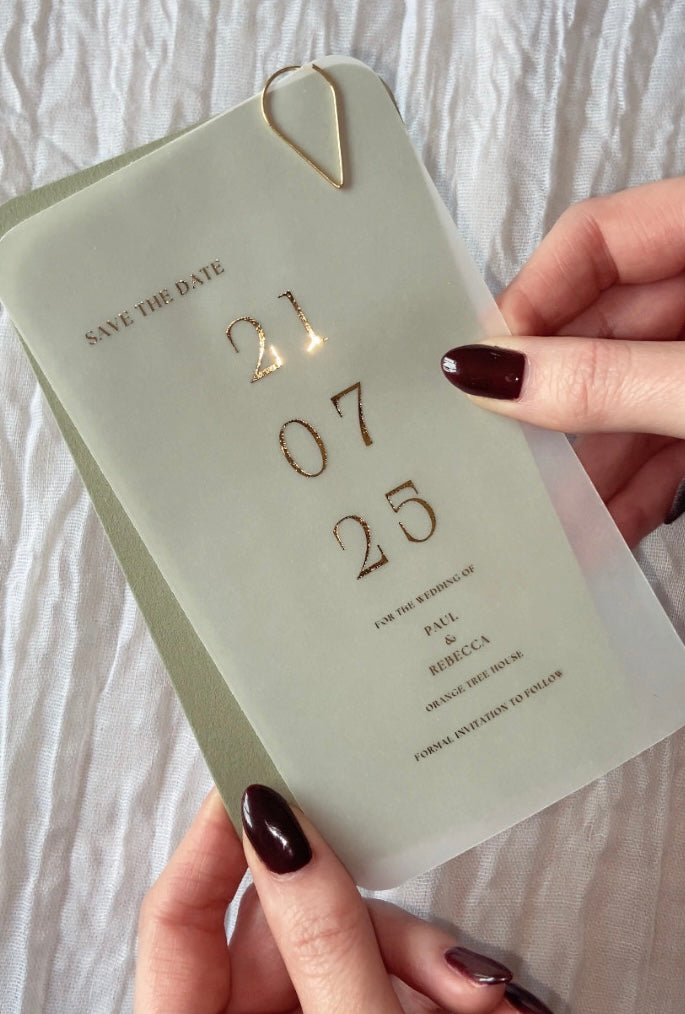 SAVE THE DATE
21
07
25
FOR THE WEDDING OF
PAUL
&
REBECCA
ORANGE TREE HOUSE
FORMAL INVITATION TO FOLLOW